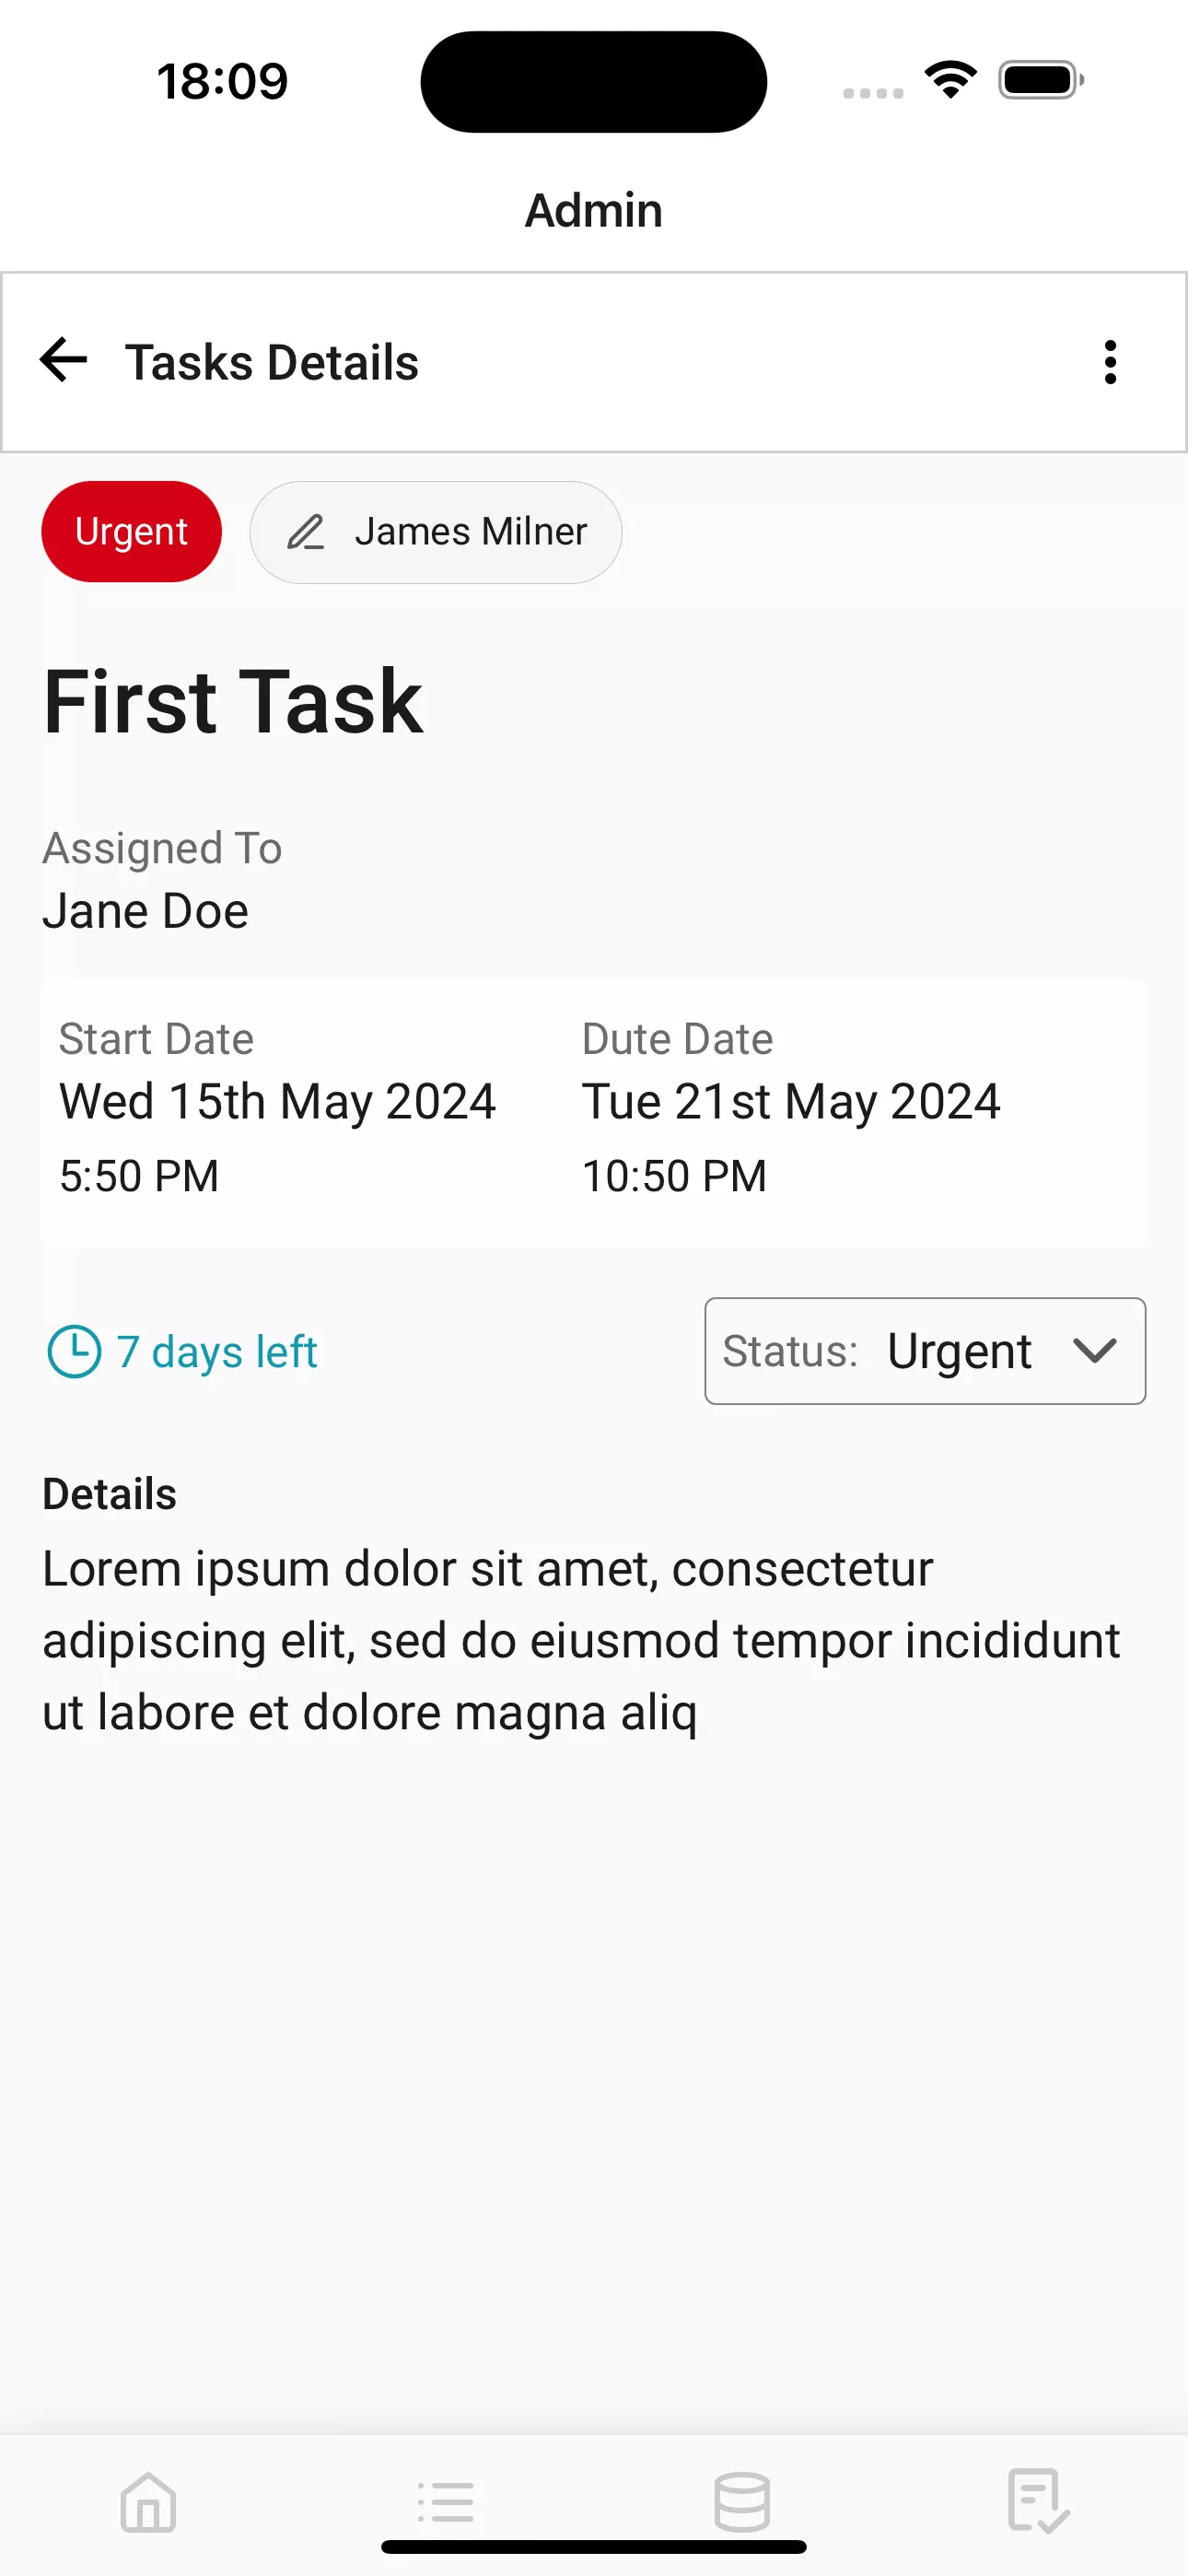 18:09
Admin
Tasks Details
Urgent
James Milner
First Task
Assigned To
Jane Doe
Start Date
Wed 15th May 2024
5:50 PM
Dute Date
Tue 21st May 2024
10:50 PM
7 days left
Status: Urgent
Details
Lorem ipsum dolor sit amet, consectetur
adipiscing elit, sed do eiusmod tempor incididunt
ut labore et dolore magna aliq